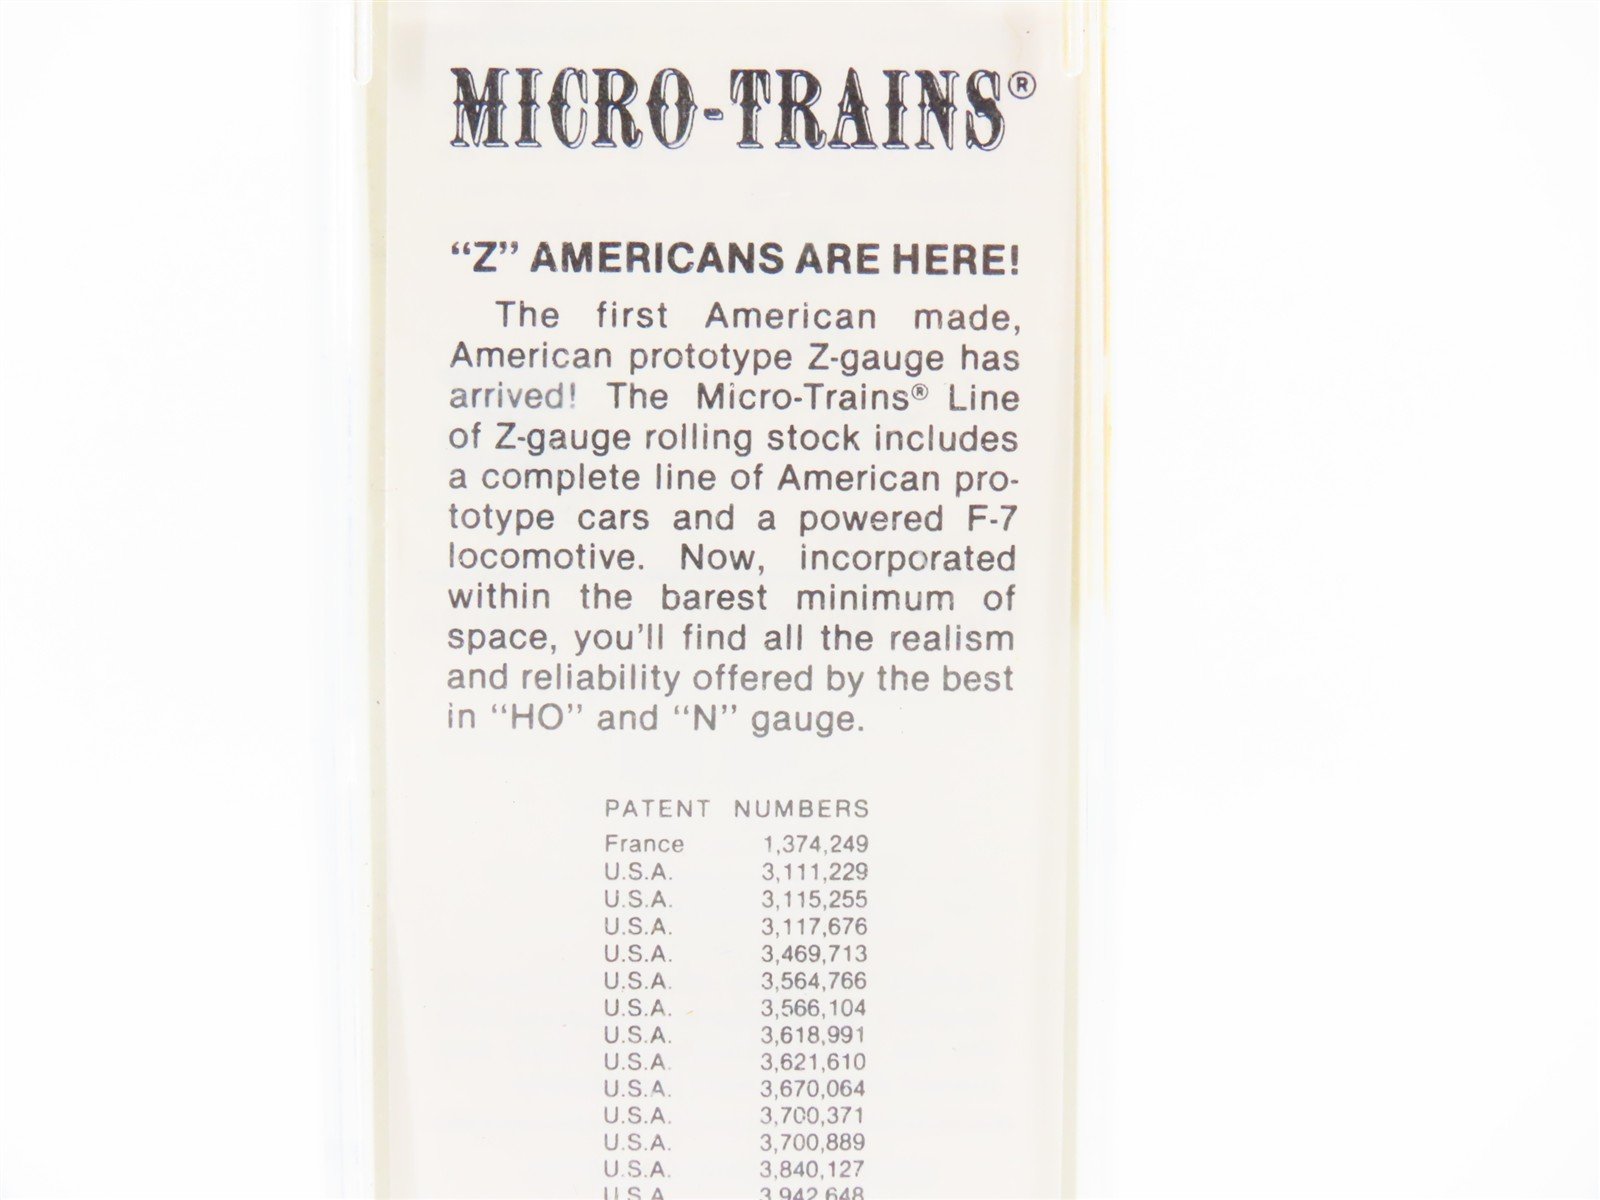 MICRO-TRAINS®
“Z” AMERICANS ARE HERE!
The first American made,
American prototype Z-gauge has
arrived! The Micro-Trains® Line
of Z-gauge rolling stock includes
a complete line of American pro-
totype cars and a powered F-7
locomotive. Now, incorporated
within the barest minimum of
space, you'll find all the realism
and reliability offered by the best
in “HO” and “N” gauge.
PATENT NUMBERS
France 1,374,249
U.S.A. 3,111,229
U.S.A. 3,115,255
U.S.A. 3,117,676
U.S.A. 3,469,713
U.S.A. 3,564,766
U.S.A. 3,566,104
U.S.A. 3,618,991
U.S.A. 3,621,610
U.S.A. 3,670,064
U.S.A. 3,700,371
U.S.A. 3,700,889
U.S.A. 3,840,127
U.S.A. 3,942,648